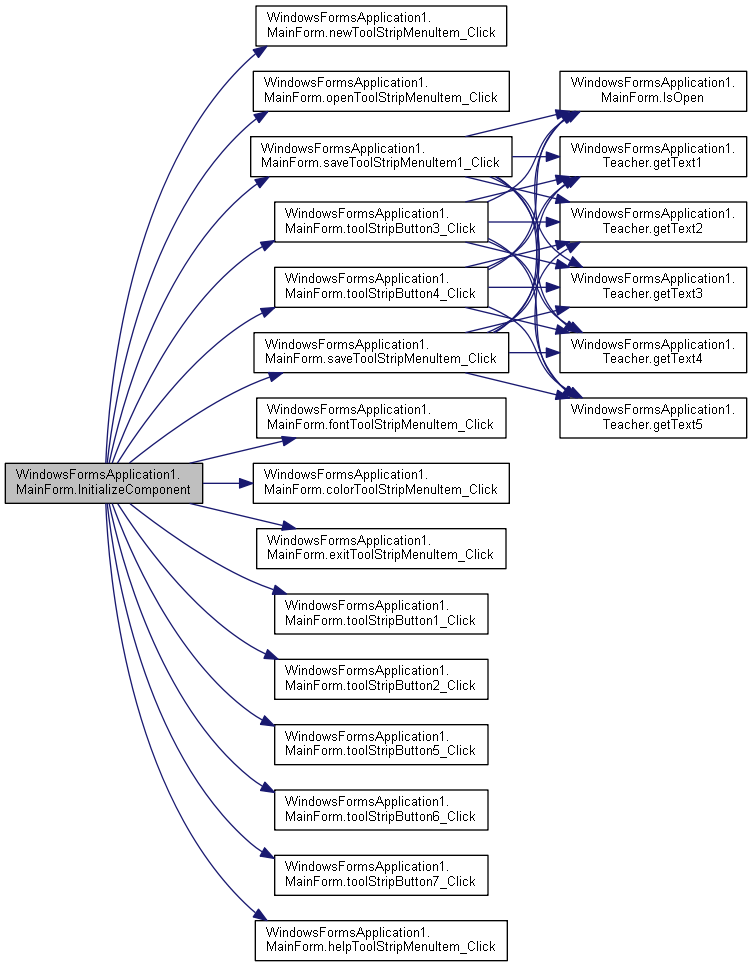 WindowsFormsApplication1.
MainForm.InitializeComponent
WindowsFormsApplication1.
MainForm.newToolStripMenuItem_Click
WindowsFormsApplication1.
MainForm.openToolStripMenuItem_Click
WindowsFormsApplication1.
MainForm.saveToolStripMenuItem1_Click
WindowsFormsApplication1.
MainForm.toolStripButton3_Click
WindowsFormsApplication1.
MainForm.toolStripButton4_Click
WindowsFormsApplication1.
MainForm.saveToolStripMenuItem_Click
WindowsFormsApplication1.
MainForm.fontToolStripMenuItem_Click
WindowsFormsApplication1.
MainForm.colorToolStripMenuItem_Click
WindowsFormsApplication1.
MainForm.exitToolStripMenuItem_Click
WindowsFormsApplication1.
MainForm.toolStripButton1_Click
WindowsFormsApplication1.
MainForm.toolStripButton2_Click
WindowsFormsApplication1.
MainForm.toolStripButton5_Click
WindowsFormsApplication1.
MainForm.toolStripButton6_Click
WindowsFormsApplication1.
MainForm.toolStripButton7_Click
WindowsFormsApplication1.
MainForm.helpToolStripMenuItem_Click
WindowsFormsApplication1.
MainForm.IsOpen
WindowsFormsApplication1.
Teacher.getText1
WindowsFormsApplication1.
Teacher.getText2
WindowsFormsApplication1.
Teacher.getText3
WindowsFormsApplication1.
Teacher.getText4
WindowsFormsApplication1.
Teacher.getText5